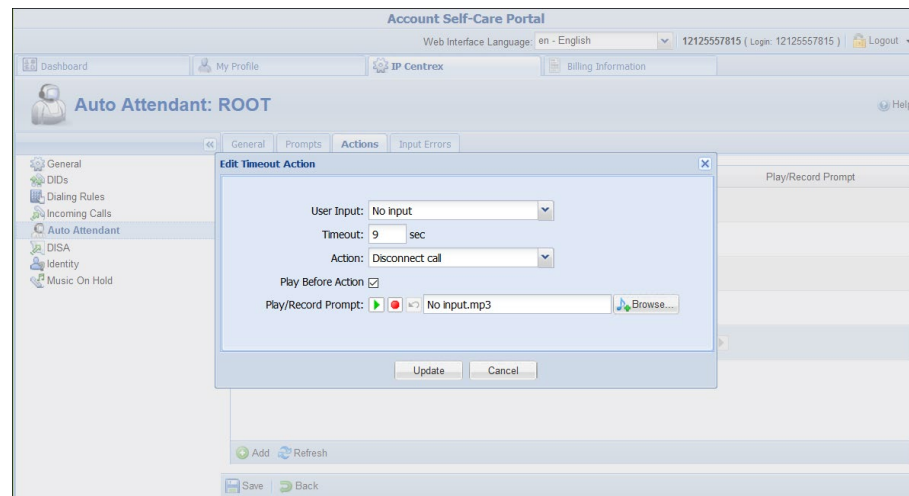 Account Self-Care Portal
Web Interface Language: en - English 12125557815 ( Login: 12125557815 ) Logout
Dashboard My Profile IP Centrex Billing Information
Auto Attendant: ROOT
Help
General Prompts Actions Input Errors
General
DIDs
Dialing Rules
Incoming Calls
Auto Attendant
DISA
Identity
Music On Hold
Edit Timeout Action
Play/Record Prompt
User Input: No input
Timeout: 9 sec
Action: Disconnect call
Play Before Action
Play/Record Prompt: No input.mp3 Browse...
Update Cancel
Add Refresh
Save Back